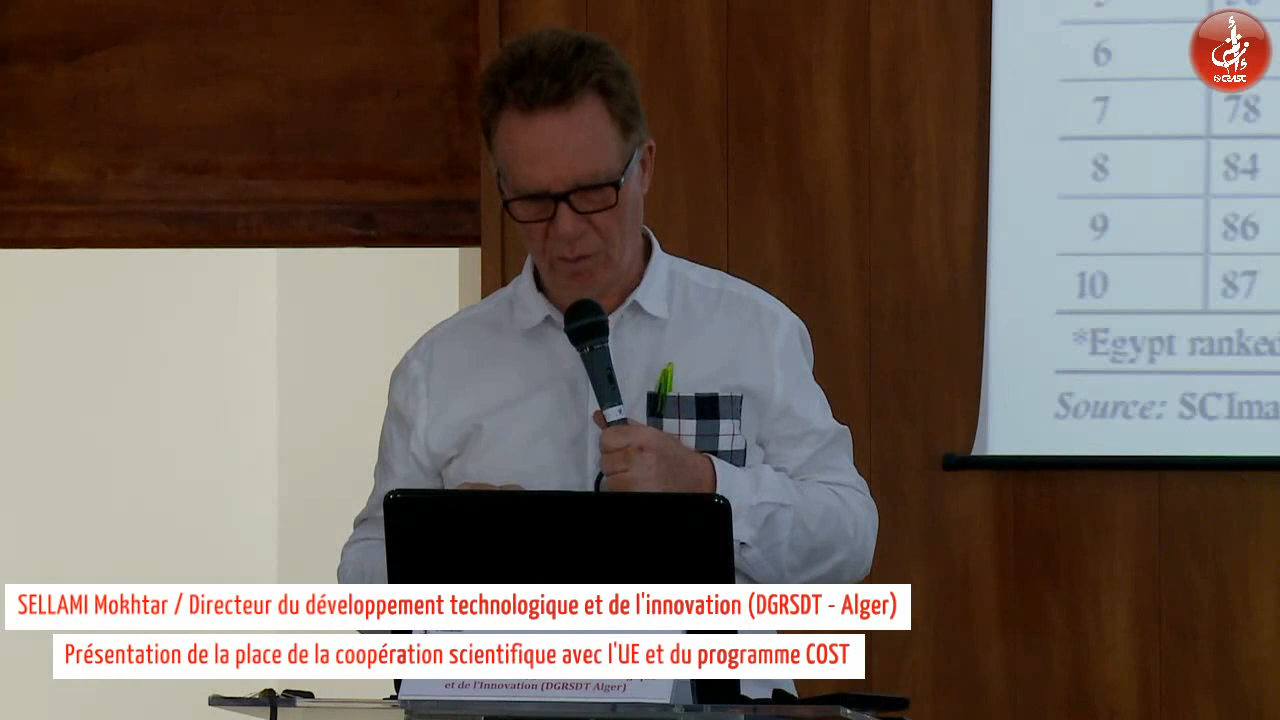 6
7 78
8 84
9 86
10 87
*Egypt ranked
Source: SCIma
CRASC
SELLAMI Mokhtar / Directeur du développement technologique et de l'innovation (DGRSDT - Alger)
Présentation de la place de la coopération scientifique avec l'UE et du programme COST
et de l'Innovation (DGRSDT Alger)